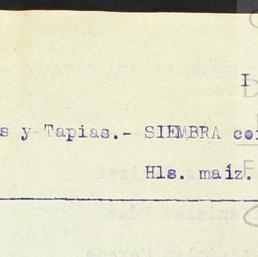 I
s y Tapias.- SIEMBRA co
Hls. maíz.